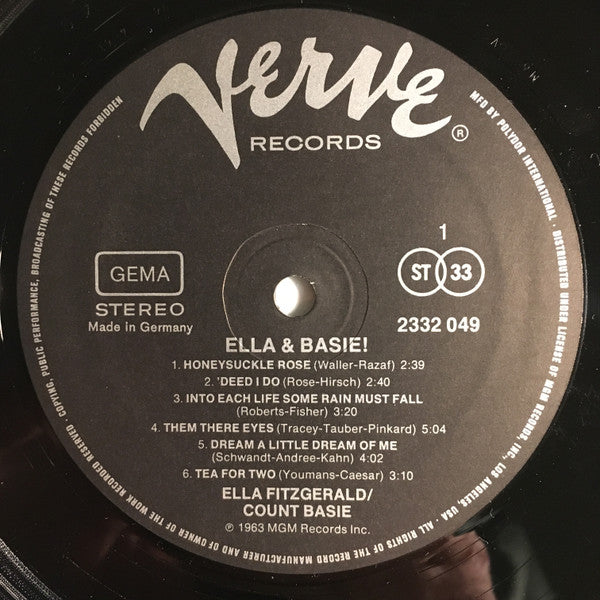 Verve
RECORDS ®
GEMA
STEREO
Made in Germany
1
ST 33
2332 049
ELLA & BASIE!
1. HONEYSUCKLE ROSE (Waller-Razaf) 2:39
2. 'DEED I DO (Rose-Hirsch) 2:40
3. INTO EACH LIFE SOME RAIN MUST FALL
(Roberts-Fisher) 3:20
4. THEM THERE EYES (Tracey-Tauber-Pinkard) 5:04
5. DREAM A LITTLE DREAM OF ME
(Schwandt-Andree-Kahn) 4:02
6. TEA FOR TWO (Youmans-Caesar) 3:10
ELLA FITZGERALD/
COUNT BASIE
℗ 1963 MGM Records Inc.
MFD BY POLYDOR INTERNATIONAL · DISTRIBUTED UNDER LICENSE OF MGM RECORDS, INC., LOS ANGELES, USA · ALL RIGHTS OF THE RECORD MANUFACTURER AND OF THE OWNER OF THE WORK RECORDED RESERVED · COPYING, PUBLIC PERFORMANCE, BROADCASTING OF THESE RECORDS FORBIDDEN